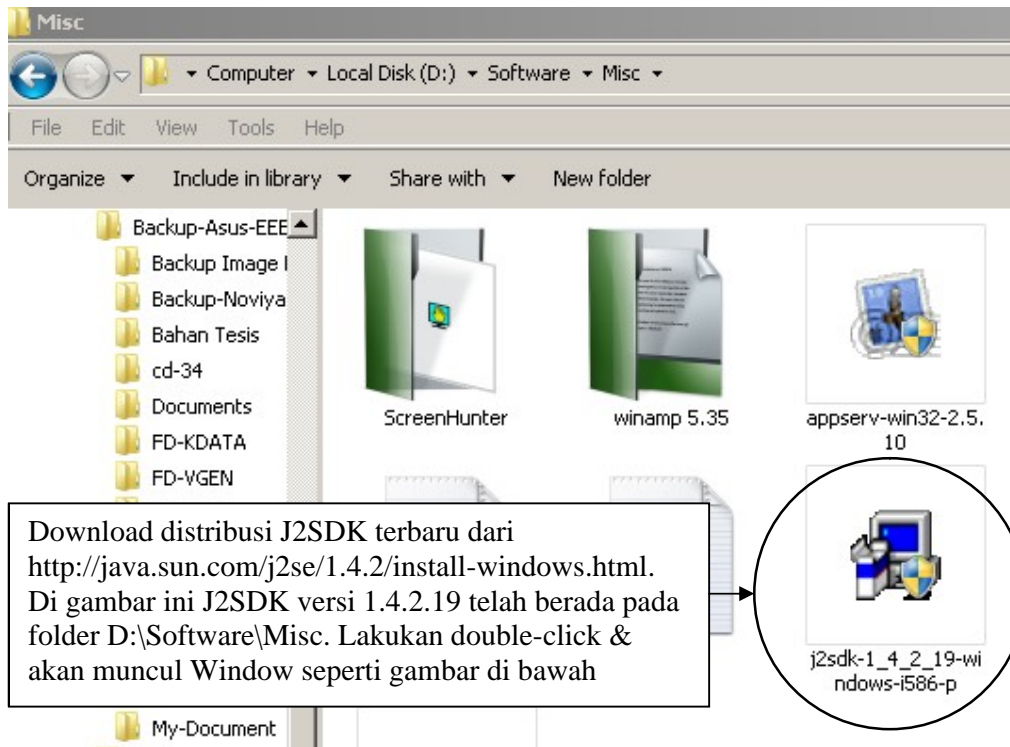 Misc
Computer Local Disk (D:) Software Misc
File Edit View Tools Help
Organize Include in library Share with New folder
Backup-Asus-EEE
Backup Image
Backup-Noviya
Bahan Tesis
cd-34
Documents
FD-KDATA
FD-VGEN
My-Document
ScreenHunter
winamp 5.35
appserv-win32-2.5.
10
Download distribusi J2SDK terbaru dari
http://java.sun.com/j2se/1.4.2/install-windows.html.
Di gambar ini J2SDK versi 1.4.2.19 telah berada pada
folder D:\Software\Misc. Lakukan double-click &
akan muncul Window seperti gambar di bawah
j2sdk-1_4_2_19-wi
ndows-i586-p